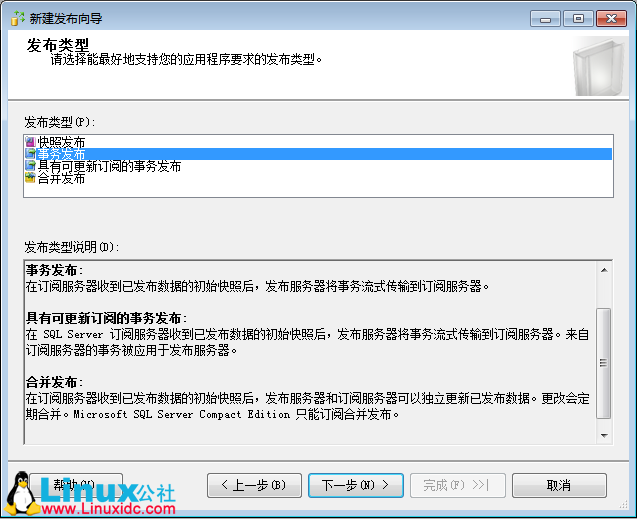 新建发布向导
发布类型
请选择能最好地支持您的应用程序要求的发布类型。
发布类型(P):
快照发布
事务发布
具有可更新订阅的事务发布
合并发布
发布类型说明(D):
事务发布:
在订阅服务器收到已发布数据的初始快照后，发布服务器将事务流式传输到订阅服务器。
具有可更新订阅的事务发布:
在 SQL Server 订阅服务器收到已发布数据的初始快照后，发布服务器将事务流式传输到订阅服务器。来自
订阅服务器的事务被应用于发布服务器。
合并发布:
在订阅服务器收到已发布数据的初始快照后，发布服务器和订阅服务器可以独立更新已发布数据。更改会定
期合并。Microsoft SQL Server Compact Edition 只能订阅合并发布。
帮助(H)
< 上一步(B)
下一步(N) >
完成(F) >>|
取消
Linux公社
www.Linuxidc.com